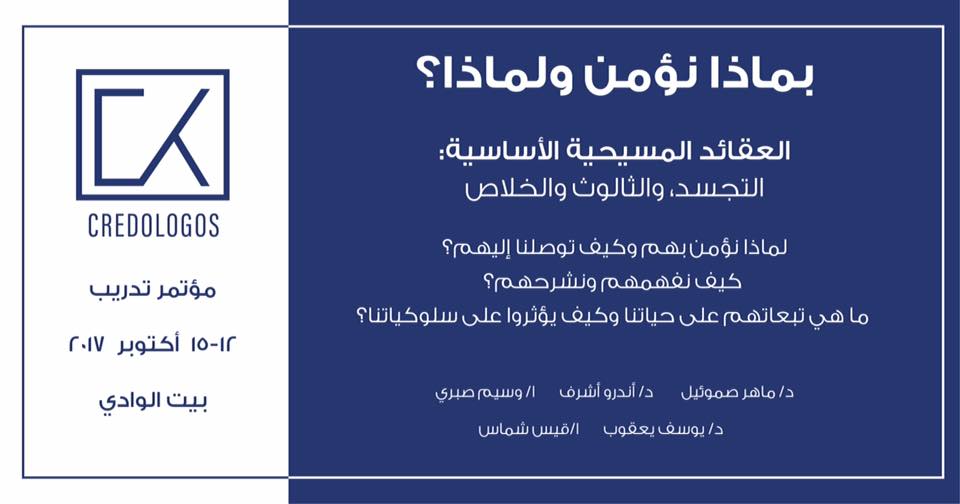 بماذا نؤمن ولماذا؟
العقائد المسيحية الأساسية:
التجسد، والثالوث والخلاص
لماذا نؤمن بهم وكيف توصلنا إليهم؟
كيف نفهمهم ونشرحهم؟
ما هي تبعاتهم على حياتنا وكيف يؤثروا على سلوكياتنا؟
د/ ماهر صموئيل د/ أندرو أشرف ا/ وسيم صبري
د/ يوسف يعقوب ا/قيس شماس
CREDOLOGOS
مؤتمر تدريب
١٢-١٥ أكتوبر ٢٠١٧
بيت الوادي